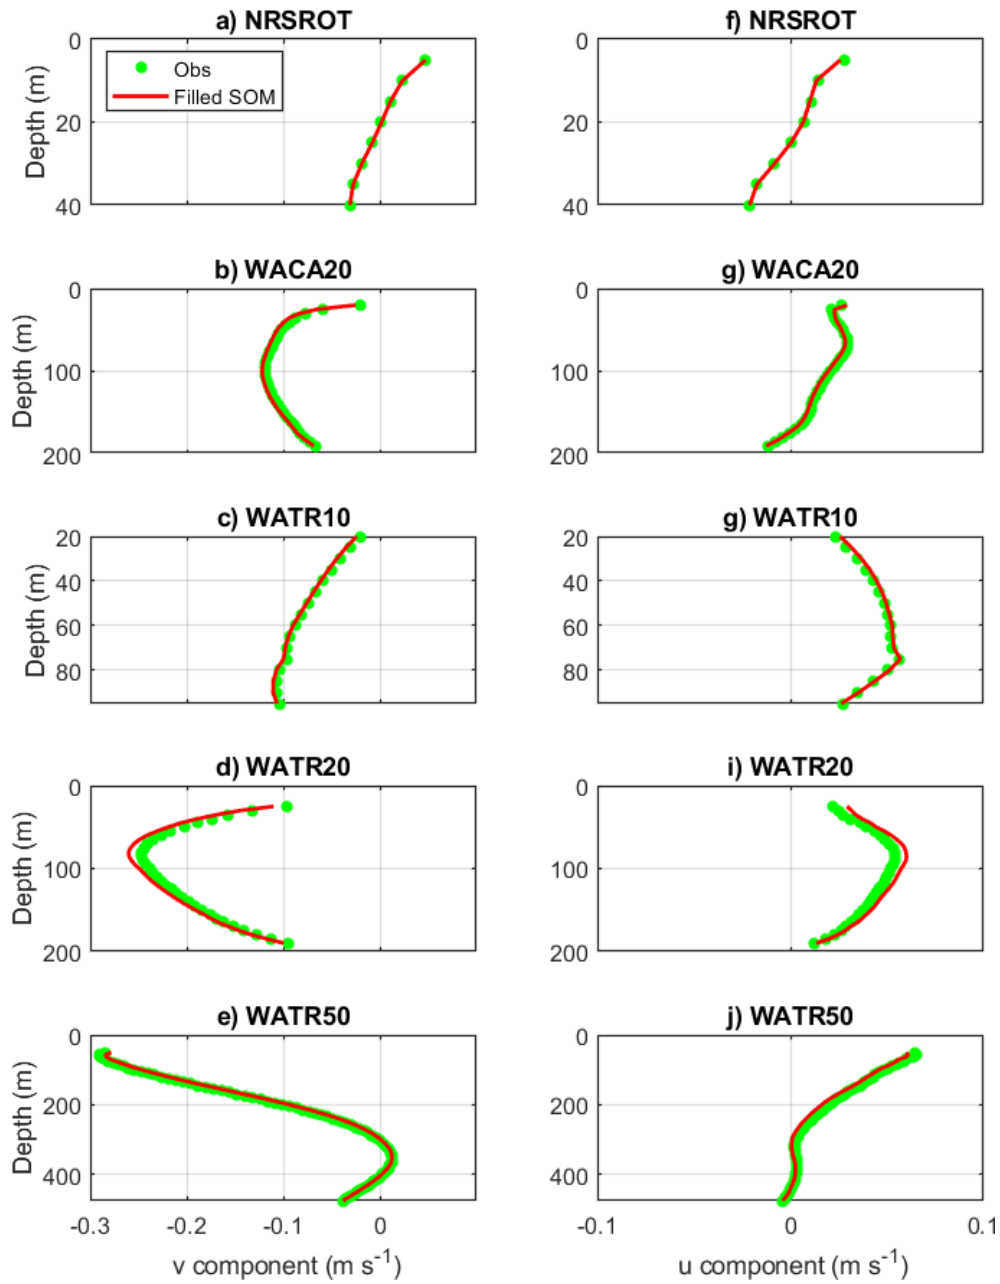 a) NRSROT
0
20
40
Depth (m)
Obs
Filled SOM
f) NRSROT
0
20
40
b) WACA20
0
100
200
Depth (m)
g) WACA20
0
100
200
c) WATR10
20
40
60
80
Depth (m)
g) WATR10
20
40
60
80
d) WATR20
0
100
200
Depth (m)
i) WATR20
0
100
200
e) WATR50
0
200
400
Depth (m)
-0.3 -0.2 -0.1 0
v component (m s⁻¹)
j) WATR50
0
200
400
-0.1 0 0.1
u component (m s⁻¹)